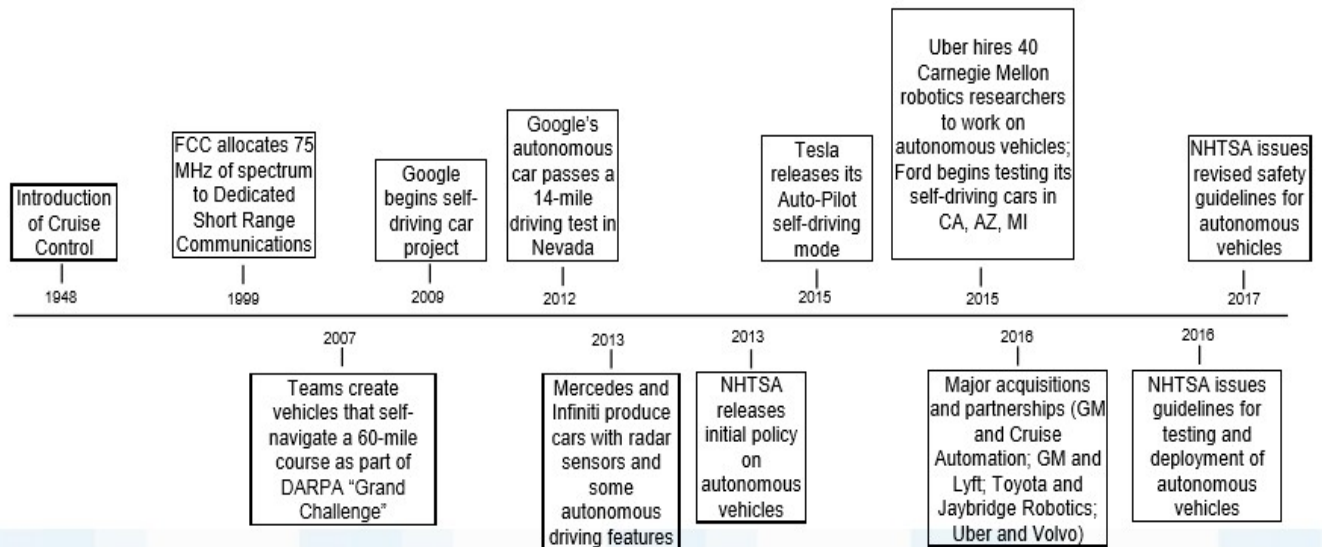 Introduction
of Cruise
Control
1948
FCC allocates 75
MHz of spectrum
to Dedicated
Short Range
Communications
1999
Google
begins self-
driving car
project
2009
Google's
autonomous
car passes a
14-mile
driving test in
Nevada
2012
Tesla
releases its
Auto-Pilot
self-driving
mode
2015
Uber hires 40
Carnegie Mellon
robotics researchers
to work on
autonomous vehicles;
Ford begins testing its
self-driving cars in
CA, AZ, MI
2015
NHTSA issues
revised safety
guidelines for
autonomous
vehicles
2017
2007
Teams create
vehicles that self-
navigate a 60-mile
course as part of
DARPA “Grand
Challenge”
2013
Mercedes and
Infiniti produce
cars with radar
sensors and
some
autonomous
driving features
2013
NHTSA
releases
initial policy
on
autonomous
vehicles
2016
Major acquisitions
and partnerships (GM
and Cruise
Automation; GM and
Lyft; Toyota and
Jaybridge Robotics;
Uber and Volvo)
2016
NHTSA issues
guidelines for
testing and
deployment of
autonomous
vehicles